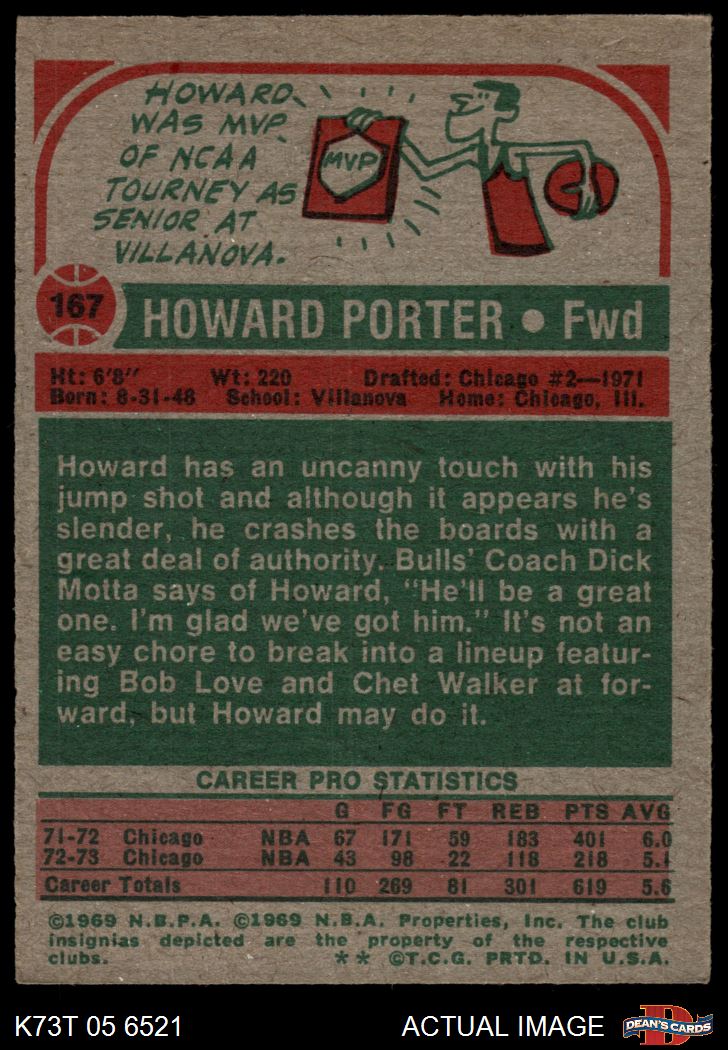 HOWARD
WAS MVP
OF NCAA
TOURNEY AS
SENIOR AT
VILLANOVA.
MVP
167
HOWARD PORTER • Fwd
Ht: 6'8" Wt: 220 Drafted: Chicago #2—1971
Born: 8-31-48 School: Villanova Home: Chicago, Ill.
Howard has an uncanny touch with his
jump shot and although it appears he's
slender, he crashes the boards with a
great deal of authority. Bulls' Coach Dick
Motta says of Howard, "He'll be a great
one. I'm glad we've got him." It's not an
easy chore to break into a lineup featur-
ing Bob Love and Chet Walker at for-
ward, but Howard may do it.
CAREER PRO STATISTICS
G FG FT REB PTS AVG
71-72 Chicago NBA 67 171 59 183 401 6.0
72-73 Chicago NBA 43 98 22 118 218 5.1
Career Totals 110 269 81 301 619 5.6
©1969 N.B.P.A. ©1969 N.B.A. Properties, Inc. The club
insignias depicted are the property of the respective
clubs. ** ©T.C.G. PRTD. IN U.S.A.
K73T 05 6521 ACTUAL IMAGE D DEAN'S CARDS